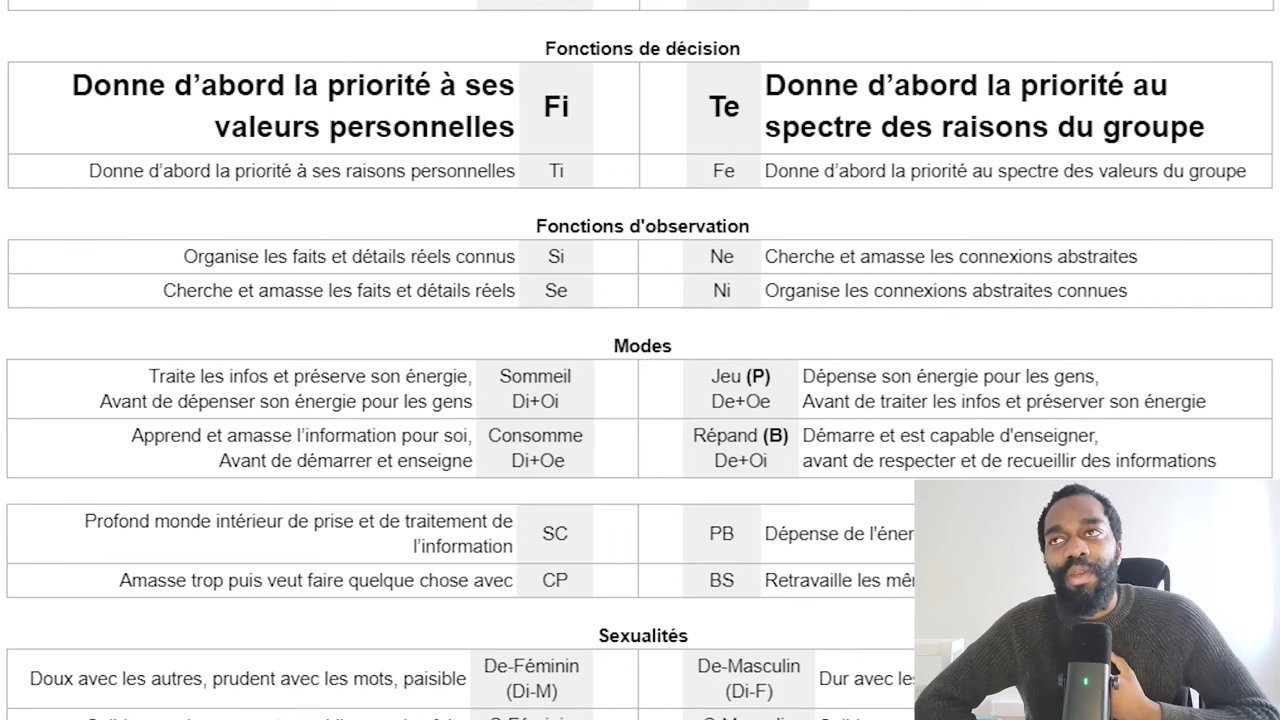 Fonctions de décision
Donne d’abord la priorité à ses Fi Te Donne d’abord la priorité au
valeurs personnelles spectre des raisons du groupe
Donne d’abord la priorité à ses raisons personnelles Ti Fe Donne d’abord la priorité au spectre des valeurs du groupe
Fonctions d'observation
Organise les faits et détails réels connus Si Ne Cherche et amasse les connexions abstraites
Cherche et amasse les faits et détails réels Se Ni Organise les connexions abstraites connues
Modes
Traite les infos et préserve son énergie, Sommeil Jeu (P) Dépense son énergie pour les gens,
Avant de dépenser son énergie pour les gens Di+Oi De+Oe Avant de traiter les infos et préserver son énergie
Apprend et amasse l’information pour soi, Consomme Répand (B) Démarre et est capable d'enseigner,
Avant de démarrer et enseigne Di+Oe De+Oi avant de respecter et de recueillir des informations
Profond monde intérieur de prise et de traitement de
l’information SC PB Dépense de
Amasse trop puis veut faire quelque chose avec CP BS Retravaille les
Sexualités
Doux avec les autres, prudent avec les mots, paisible De-Féminin De-Masculin Dur avec
(Di-M) (Di-F)